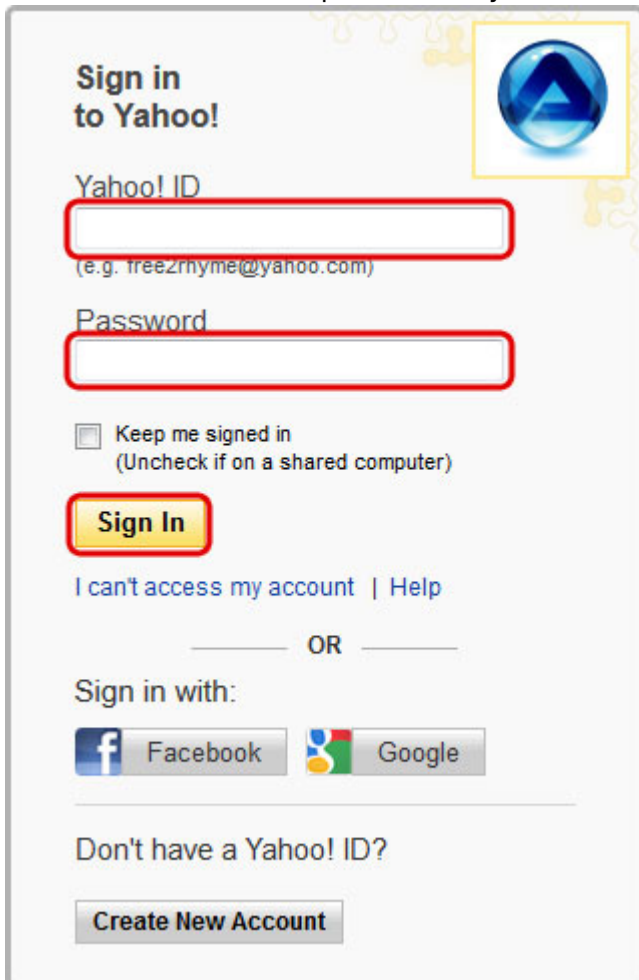 Sign in
to Yahoo!
Yahoo! ID
(e.g. free2rhyme@yahoo.com)
Password
Keep me signed in
(Uncheck if on a shared computer)
Sign In
I can't access my account | Help
OR
Sign in with:
Facebook Google
Don't have a Yahoo! ID?
Create New Account